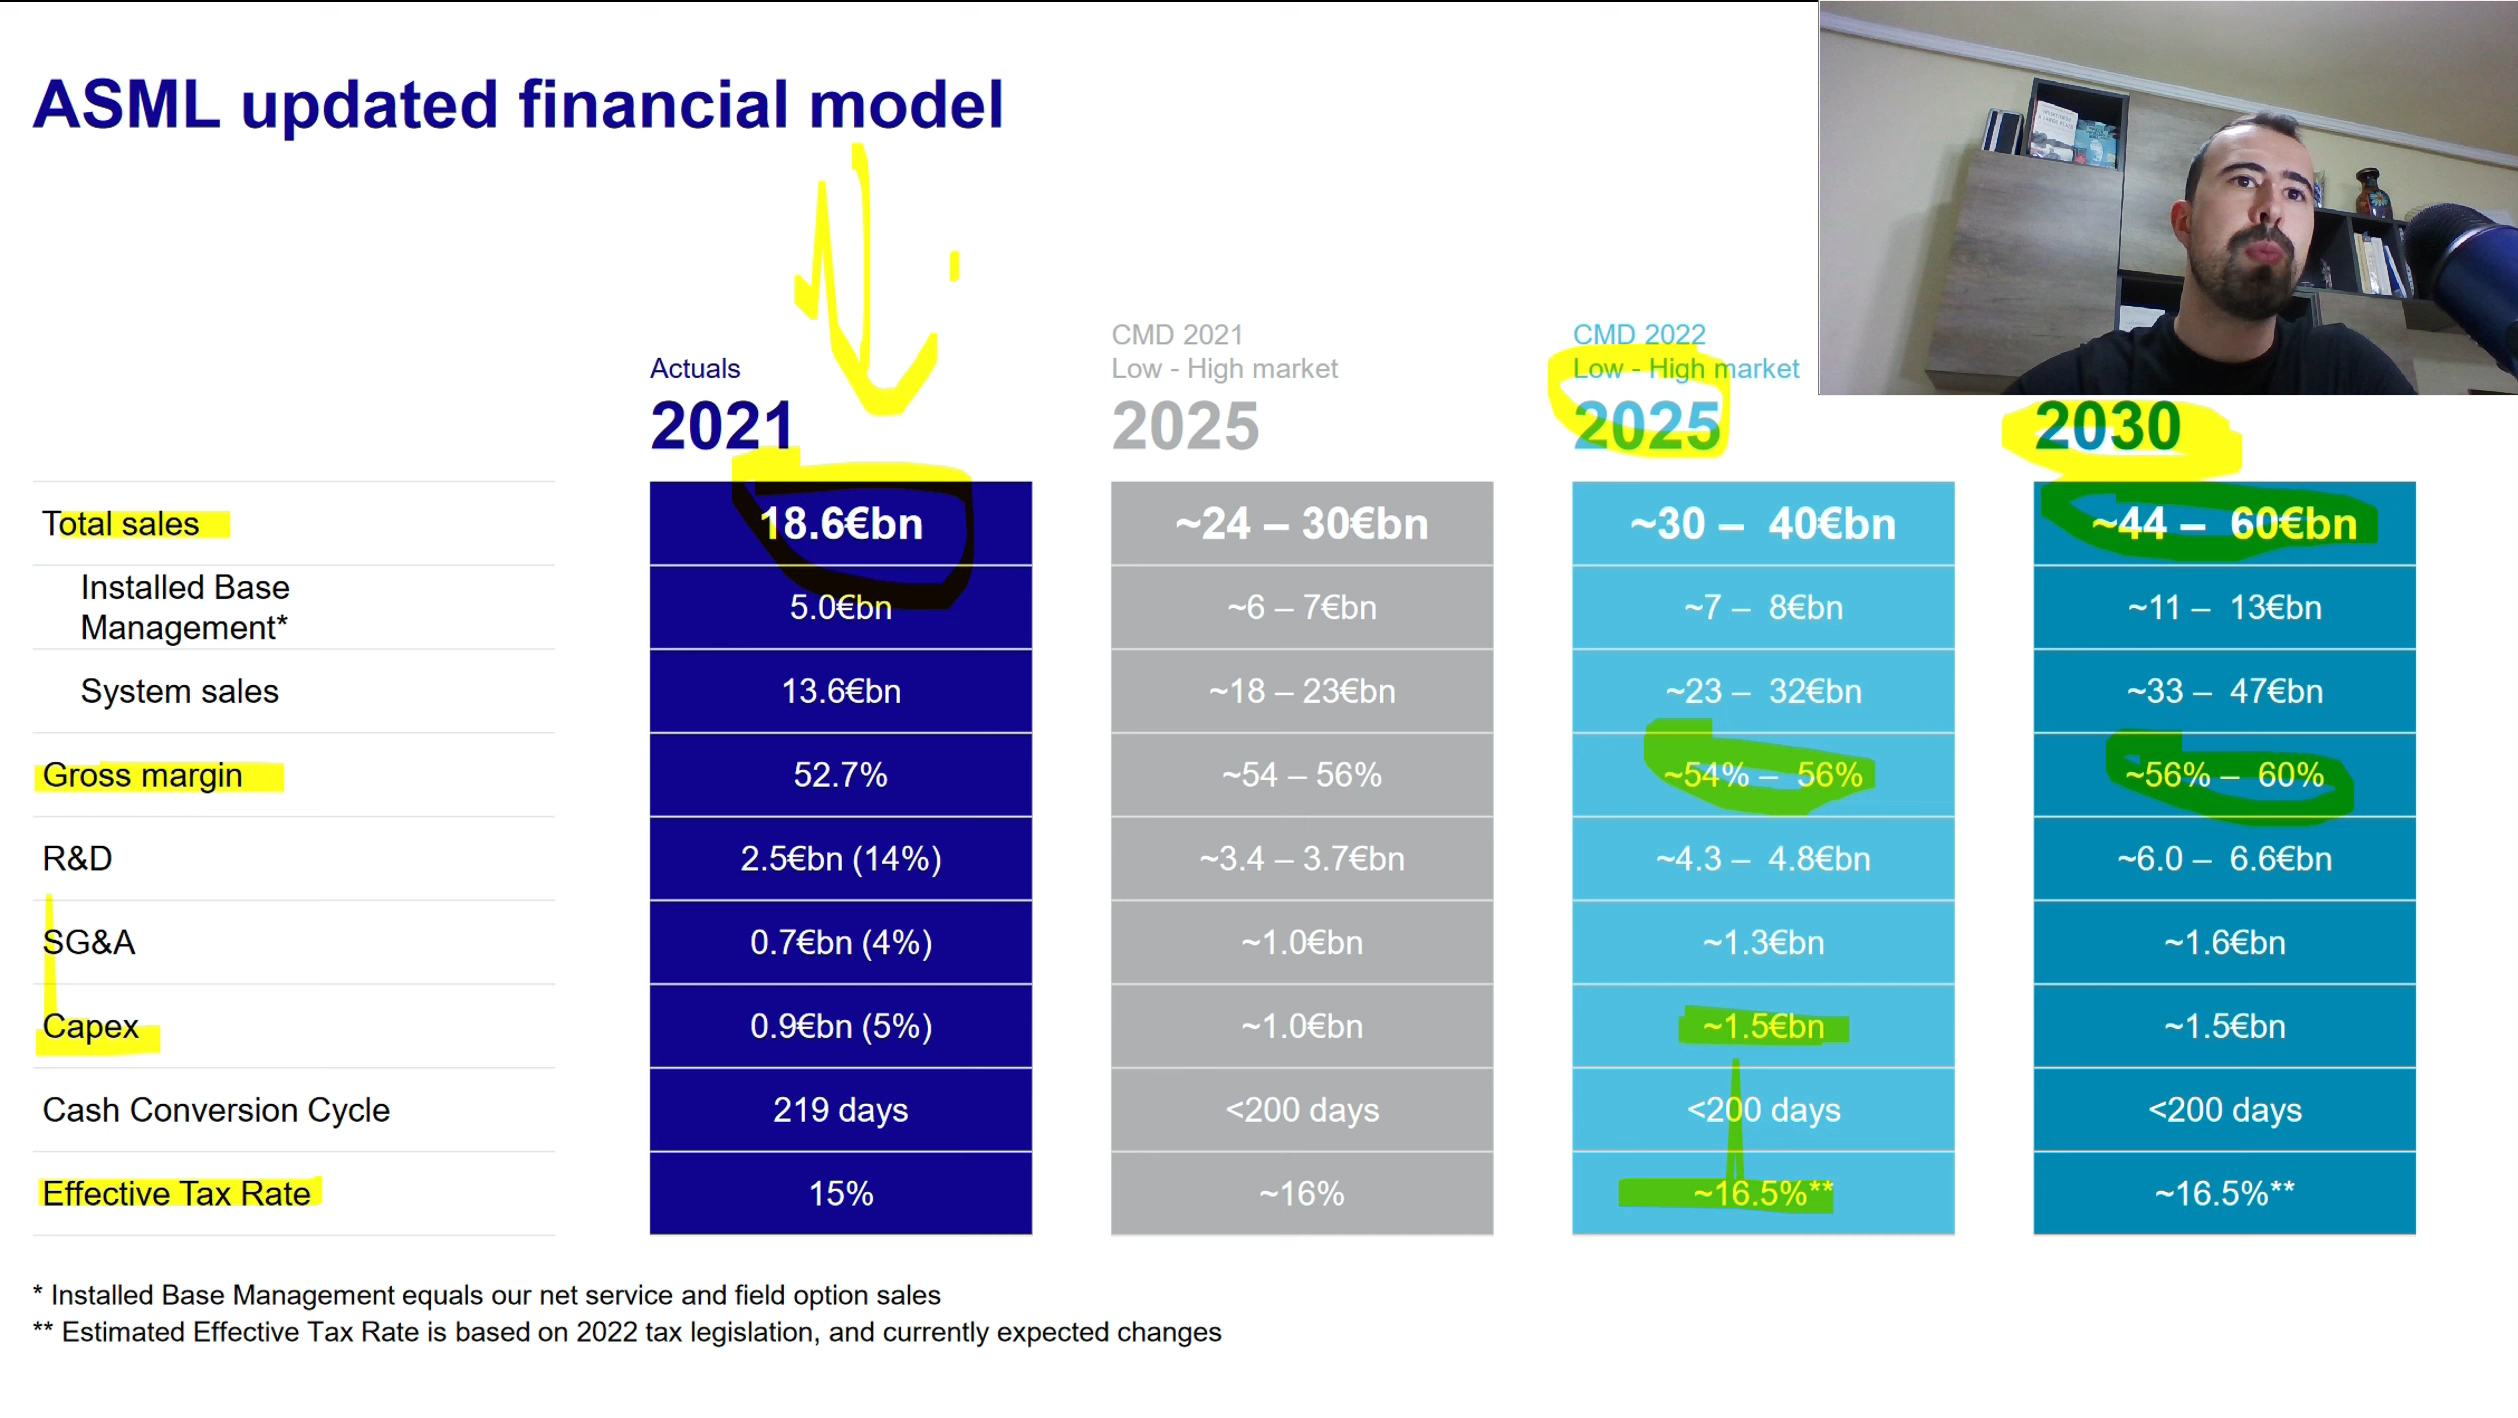 ASML updated financial model
Actuals
2021
CMD 2021
Low - High market
2025
CMD 2022
Low - High market
2025
2030
Total sales 18.6€bn ~24 – 30€bn ~30 – 40€bn ~44 – 60€bn
Installed Base
Management* 5.0€bn ~6 – 7€bn ~7 – 8€bn ~11 – 13€bn
System sales 13.6€bn ~18 – 23€bn ~23 – 32€bn ~33 – 47€bn
Gross margin 52.7% ~54 – 56% ~54% – 56% ~56% – 60%
R&D 2.5€bn (14%) ~3.4 – 3.7€bn ~4.3 – 4.8€bn ~6.0 – 6.6€bn
SG&A 0.7€bn (4%) ~1.0€bn ~1.3€bn ~1.6€bn
Capex 0.9€bn (5%) ~1.0€bn ~1.5€bn ~1.5€bn
Cash Conversion Cycle 219 days <200 days <200 days <200 days
Effective Tax Rate 15% ~16% ~16.5%** ~16.5%**
* Installed Base Management equals our net service and field option sales
** Estimated Effective Tax Rate is based on 2022 tax legislation, and currently expected changes